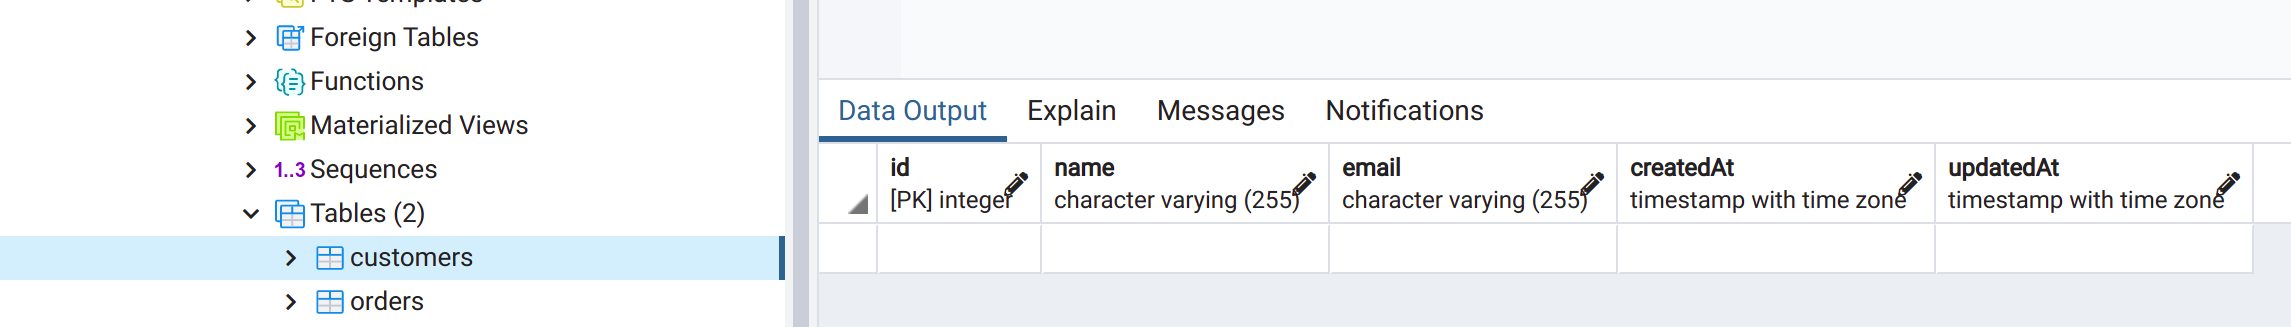 FTS Templates
Foreign Tables
Functions
Materialized Views
1..3 Sequences
Tables (2)
customers
orders
Data Output Explain Messages Notifications
id name email createdAt updatedAt
[PK] integer character varying (255) character varying (255) timestamp with time zone timestamp with time zone